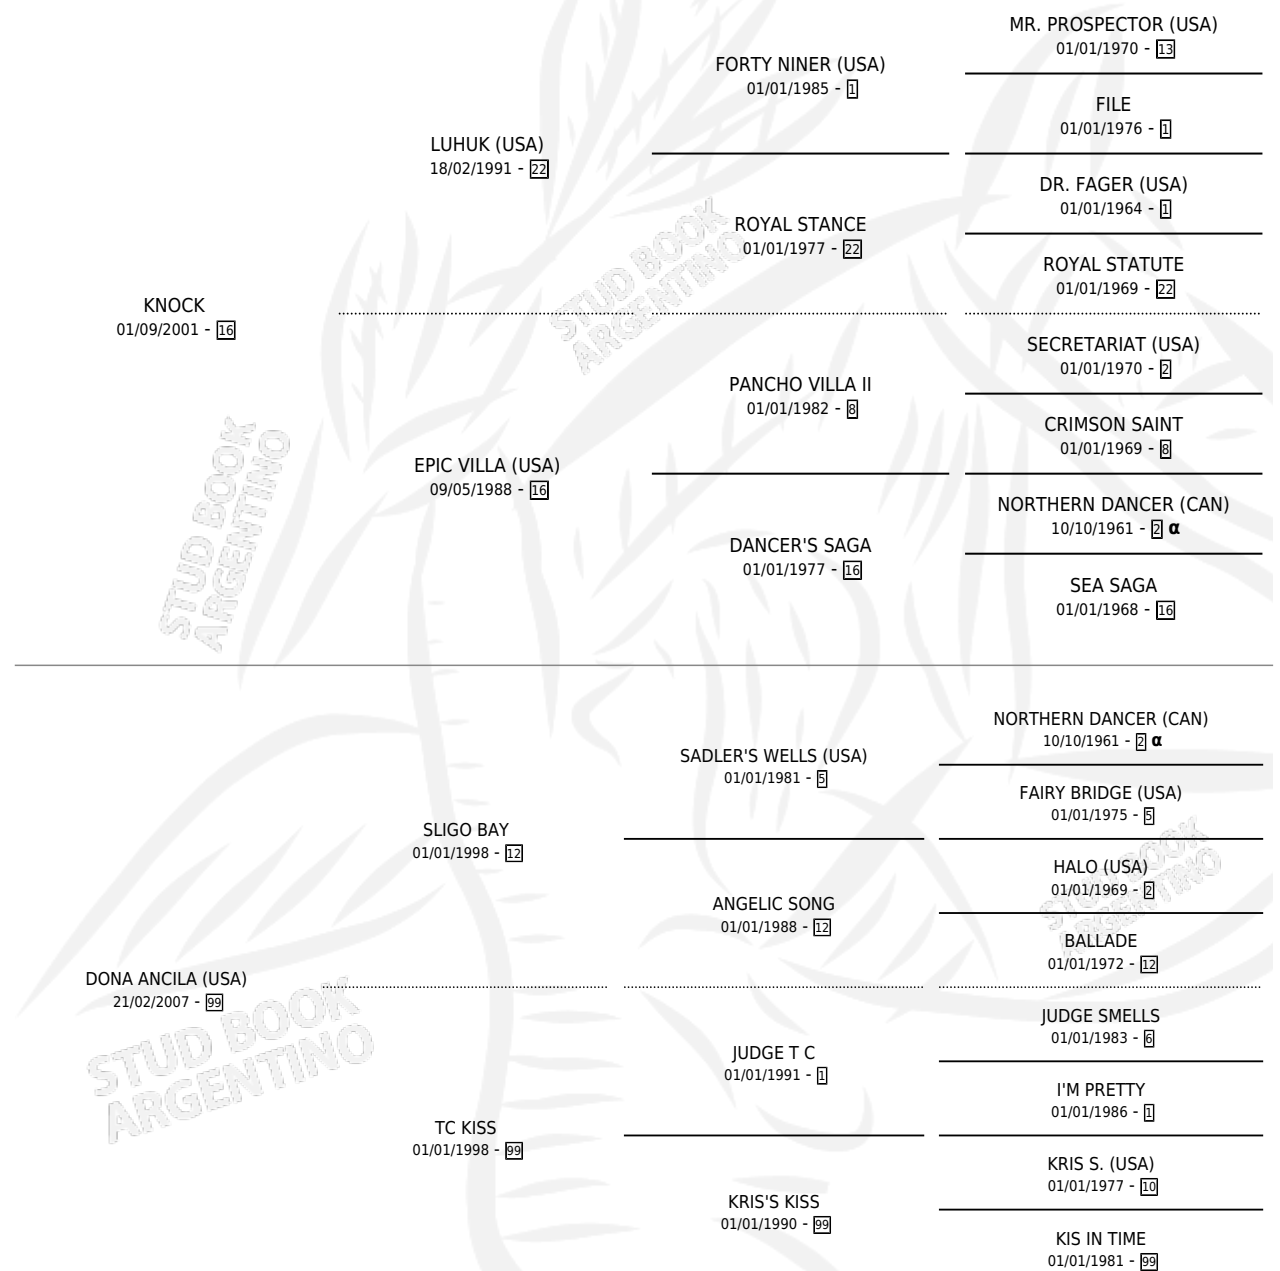 MR. PROSPECTOR (USA)
01/01/1970 - 13
FORTY NINER (USA)
01/01/1985 - 1
FILE
01/01/1976 - 1
LUHUK (USA)
18/02/1991 - 22
DR. FAGER (USA)
01/01/1964 - 1
ROYAL STANCE
01/01/1977 - 22
ROYAL STATUTE
01/01/1969 - 22
KNOCK
01/09/2001 - 16
SECRETARIAT (USA)
01/01/1970 - 2
PANCHO VILLA II
01/01/1982 - 8
CRIMSON SAINT
01/01/1969 - 8
EPIC VILLA (USA)
09/05/1988 - 16
NORTHERN DANCER (CAN)
10/10/1961 - 2 α
DANCER'S SAGA
01/01/1977 - 16
SEA SAGA
01/01/1968 - 16
NORTHERN DANCER (CAN)
10/10/1961 - 2 α
SADLER'S WELLS (USA)
01/01/1981 - 5
FAIRY BRIDGE (USA)
01/01/1975 - 5
SLIGO BAY
01/01/1998 - 12
HALO (USA)
01/01/1969 - 2
ANGELIC SONG
01/01/1988 - 12
BALLADE
01/01/1972 - 12
DONA ANCILA (USA)
21/02/2007 - 99
JUDGE SMELLS
01/01/1983 - 6
JUDGE T C
01/01/1991 - 1
I'M PRETTY
01/01/1986 - 1
TC KISS
01/01/1998 - 99
KRIS S. (USA)
01/01/1977 - 10
KRIS'S KISS
01/01/1990 - 99
KIS IN TIME
01/01/1981 - 99
STUD BOOK
ARGENTINO
STUD BOOK
ARGENTINO
STUD BOOK
ARGENTINO
STUD BOOK
ARGENTINO